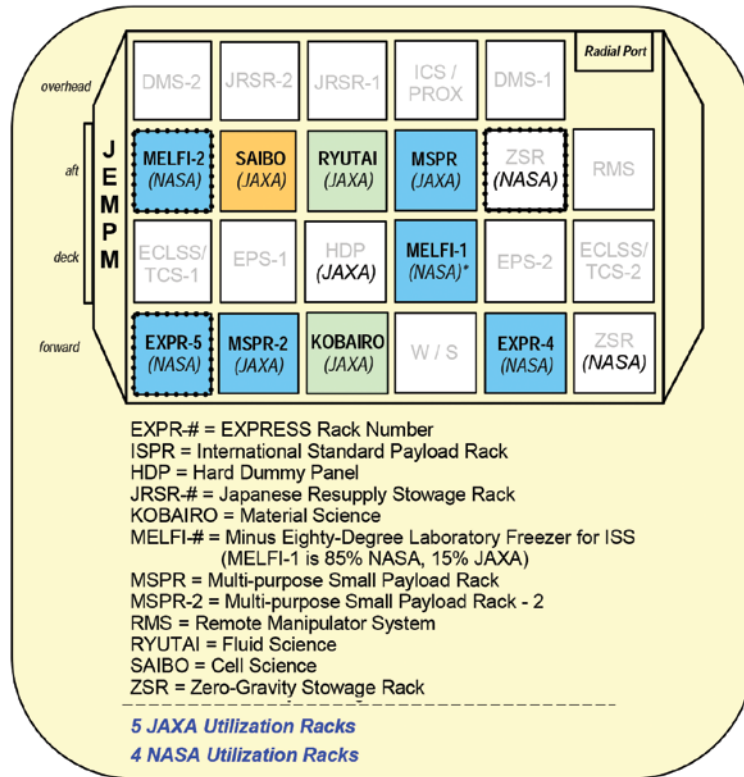 Radial Port
overhead
DMS-2
JRSR-2
JRSR-1
ICS /
PROX
DMS-1
JEMPM
aft
MELFI-2
(NASA)
SAIBO
(JAXA)
RYUTAI
(JAXA)
MSPR
(JAXA)
ZSR
(NASA)
RMS
deck
ECLSS/
TCS-1
EPS-1
HDP
(JAXA)
MELFI-1
(NASA)*
EPS-2
ECLSS/
TCS-2
forward
EXPR-5
(NASA)
MSPR-2
(JAXA)
KOBAIRO
(JAXA)
W / S
EXPR-4
(NASA)
ZSR
(NASA)
EXPR-# = EXPRESS Rack Number
ISPR = International Standard Payload Rack
HDP = Hard Dummy Panel
JRSR-# = Japanese Resupply Stowage Rack
KOBAIRO = Material Science
MELFI-# = Minus Eighty-Degree Laboratory Freezer for ISS
(MELFI-1 is 85% NASA, 15% JAXA)
MSPR = Multi-purpose Small Payload Rack
MSPR-2 = Multi-purpose Small Payload Rack - 2
RMS = Remote Manipulator System
RYUTAI = Fluid Science
SAIBO = Cell Science
ZSR = Zero-Gravity Stowage Rack
5 JAXA Utilization Racks
4 NASA Utilization Racks